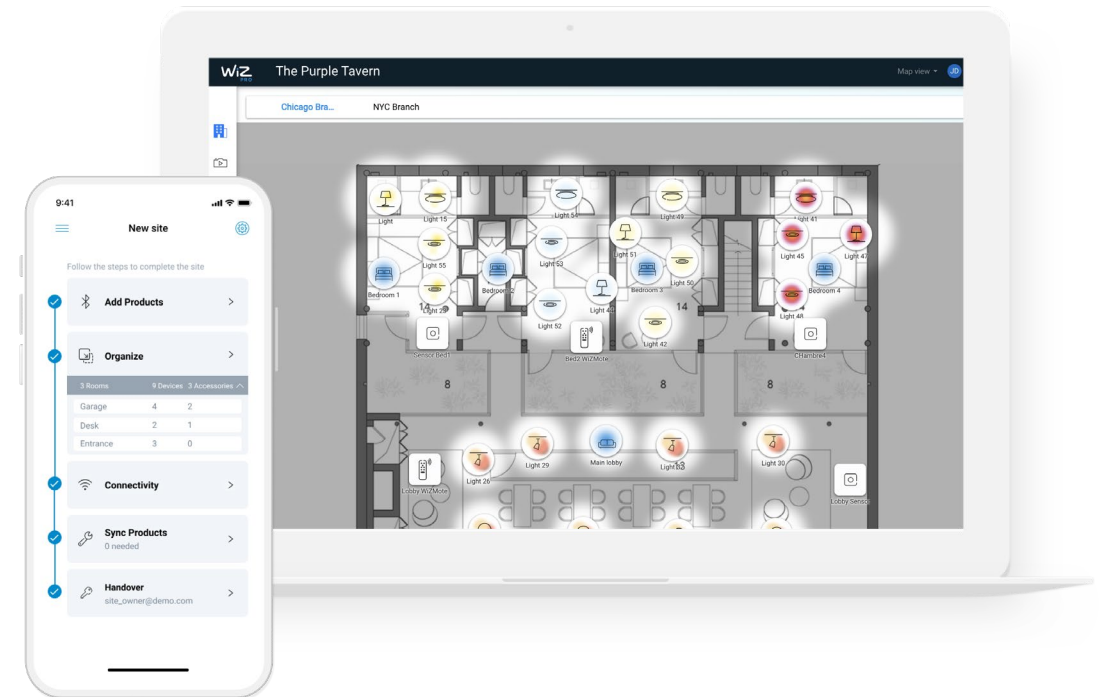 WiZ
PRO
The Purple Tavern
Map view
JD
Chicago Bra...
NYC Branch
Light
Light 15
Light 54
Light 49
Light 41
Light 55
Light 53
Light 51
Light 50
Light 45
Light 47
Bedroom 1
Bedroom 2
Bedroom 3
Bedroom 4
14
Light 52
14
Light 48
Light 42
Sensor Bed1
Bed2 WiZMote
CHambre4
8
8
8
Light 26
Light 29
Main lobby
Light 30
Lobby WiZMote
Lobby Sensor
9:41
New site
Follow the steps to complete the site
Add Products
Organize
3 Rooms 9 Devices 3 Accessories
Garage 4 2
Desk 2 1
Entrance 3 0
Connectivity
Sync Products
0 needed
Handover
site_owner@demo.com